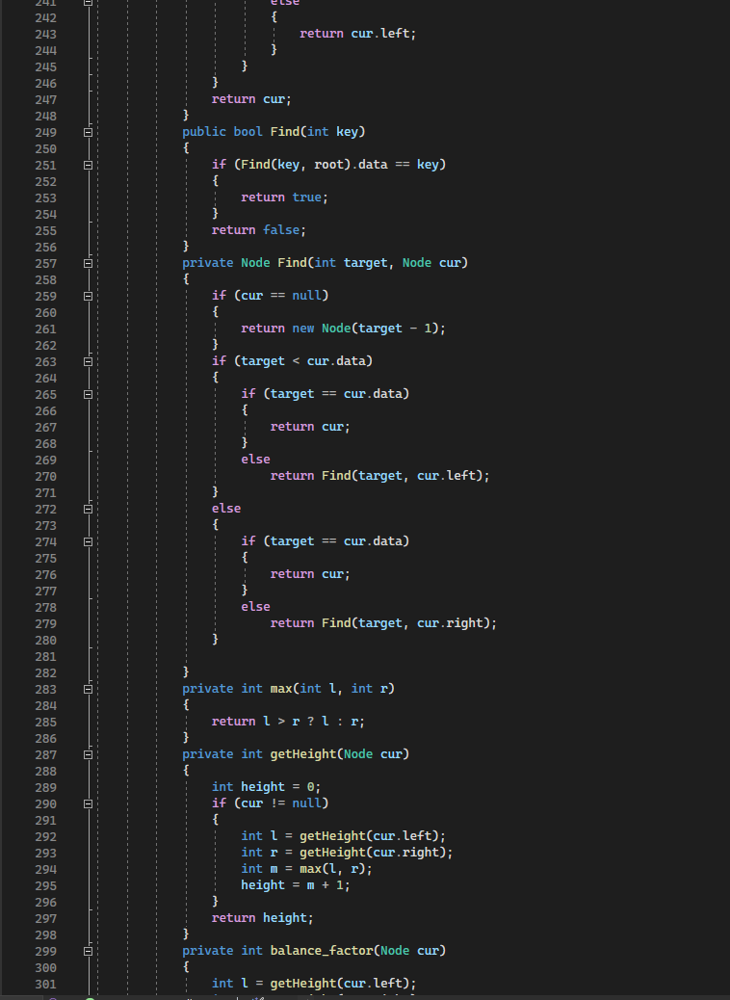 241 else
242 {
243 return cur.left;
244 }
245 }
246 }
247 return cur;
248 }
249 public bool Find(int key)
250 {
251 if (Find(key, root).data == key)
252 {
253 return true;
254 }
255 return false;
256 }
257 private Node Find(int target, Node cur)
258 {
259 if (cur == null)
260 {
261 return new Node(target - 1);
262 }
263 if (target < cur.data)
264 {
265 if (target == cur.data)
266 {
267 return cur;
268 }
269 else
270 return Find(target, cur.left);
271 }
272 else
273 {
274 if (target == cur.data)
275 {
276 return cur;
277 }
278 else
279 return Find(target, cur.right);
280 }
281
282 }
283 private int max(int l, int r)
284 {
285 return l > r ? l : r;
286 }
287 private int getHeight(Node cur)
288 {
289 int height = 0;
290 if (cur != null)
291 {
292 int l = getHeight(cur.left);
293 int r = getHeight(cur.right);
294 int m = max(l, r);
295 height = m + 1;
296 }
297 return height;
298 }
299 private int balance_factor(Node cur)
300 {
301 int l = getHeight(cur.left);